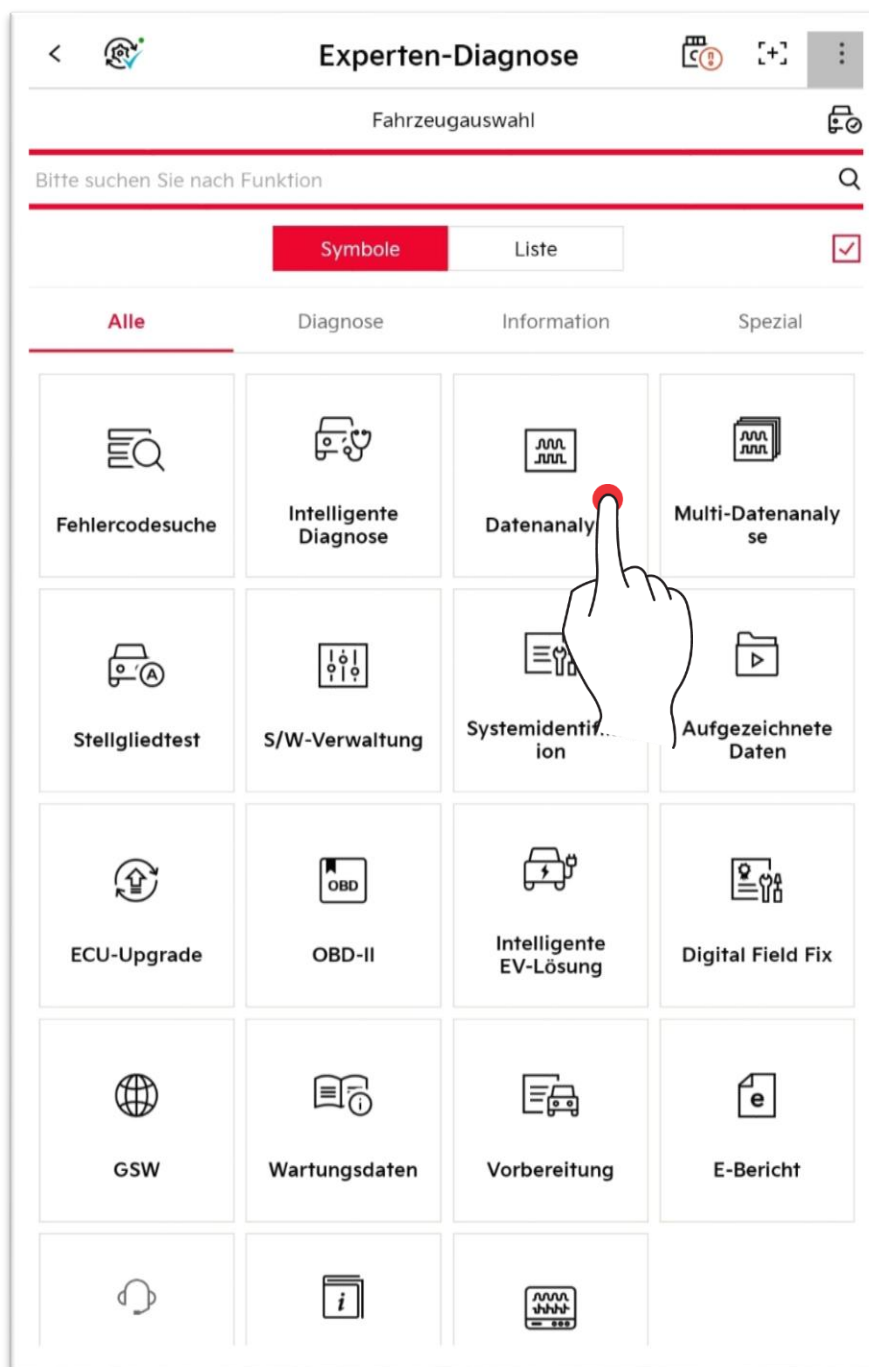 Experten-Diagnose
Fahrzeugauswahl
Bitte suchen Sie nach Funktion
Symbole Liste
Alle Diagnose Information Spezial
Fehlercodesuche
Intelligente
Diagnose
Datenanaly
Multi-Datenanaly
se
Stellgliedtest
S/W-Verwaltung
Systemidentif...
ion
Aufgezeichnete
Daten
ECU-Upgrade
OBD
OBD-II
Intelligente
EV-Lösung
Digital Field Fix
GSW
Wartungsdaten
Vorbereitung
e
E-Bericht